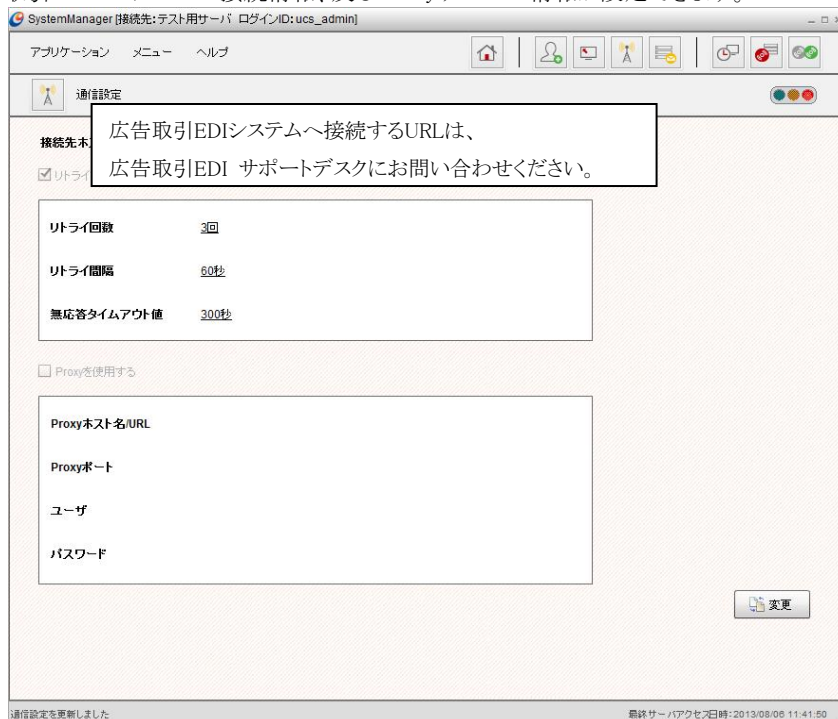 SystemManager [接続先:テスト用サーバ ログインID:ucs_admin]
アプリケーション メニュー ヘルプ
通信設定
広告取引EDIシステムへ接続するURLは、
広告取引EDI サポートデスクにお問い合わせください。
接続先ホ
リトライ
リトライ回数 3回
リトライ間隔 60秒
無応答タイムアウト値 300秒
Proxyを使用する
Proxyホスト名/URL
Proxyポート
ユーザ
パスワード
変更
通信設定を更新しました 最終サーバアクセス日時:2013/08/06 11:41:50